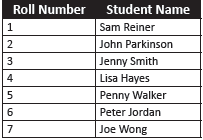 Roll Number Student Name
1 Sam Reiner
2 John Parkinson
3 Jenny Smith
4 Lisa Hayes
5 Penny Walker
6 Peter Jordan
7 Joe Wong